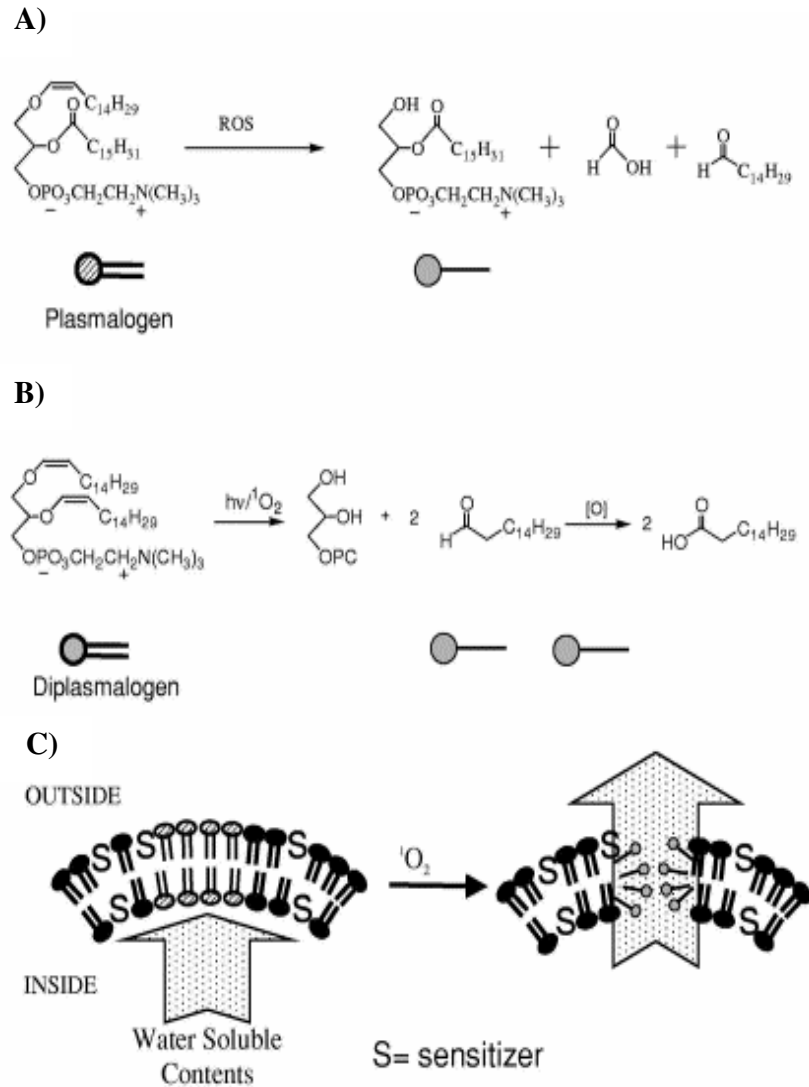 A)
O
O
C₁₄H₂₉
O
C₁₅H₃₁
OPO₃CH₂CH₂N(CH₃)₃
− +
ROS
OH
O
O
C₁₅H₃₁
OPO₃CH₂CH₂N(CH₃)₃
− +
+
O
H OH
+
O
H C₁₄H₂₉
Plasmalogen
B)
O
C₁₄H₂₉
O
C₁₄H₂₉
OPO₃CH₂CH₂N(CH₃)₃
− +
hν/¹O₂
OH
OH
OPC
+ 2
O
H C₁₄H₂₉
[O]
2
O
HO C₁₄H₂₉
Diplasmalogen
C)
OUTSIDE
S S S
S S
INSIDE
Water Soluble
Contents
¹O₂
S S S
S S
S= sensitizer